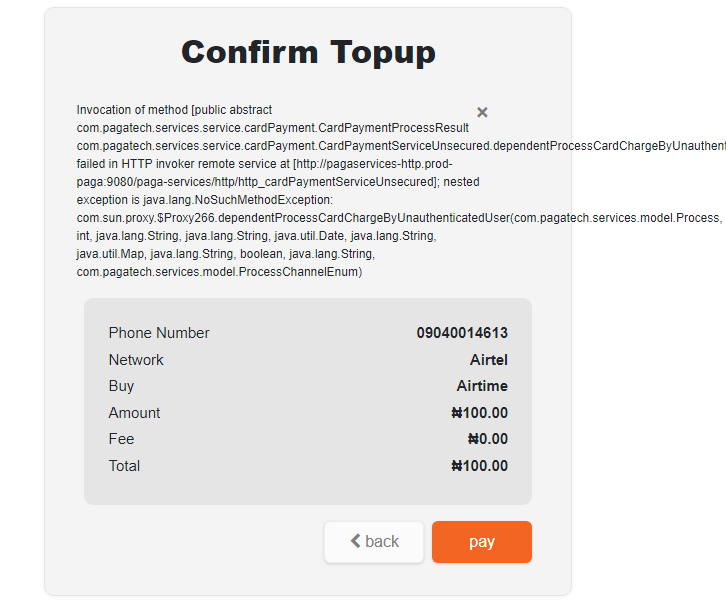 Confirm Topup
Invocation of method [public abstract
×
com.pagatech.services.service.cardPayment.CardPaymentProcessResult
com.pagatech.services.service.cardPayment.CardPaymentServiceUnsecured.dependentProcessCardChargeByUnauthent
failed in HTTP invoker remote service at [http://pagaservices-http.prod-
paga:9080/paga-services/http/http_cardPaymentServiceUnsecured]; nested
exception is java.lang.NoSuchMethodException:
com.sun.proxy.$Proxy266.dependentProcessCardChargeByUnauthenticatedUser(com.pagatech.services.model.Process,
int, java.lang.String, java.lang.String, java.util.Date, java.lang.String,
java.util.Map, java.lang.String, boolean, java.lang.String,
com.pagatech.services.model.ProcessChannelEnum)
Phone Number 09040014613
Network Airtel
Buy Airtime
Amount ₦100.00
Fee ₦0.00
Total ₦100.00
back pay